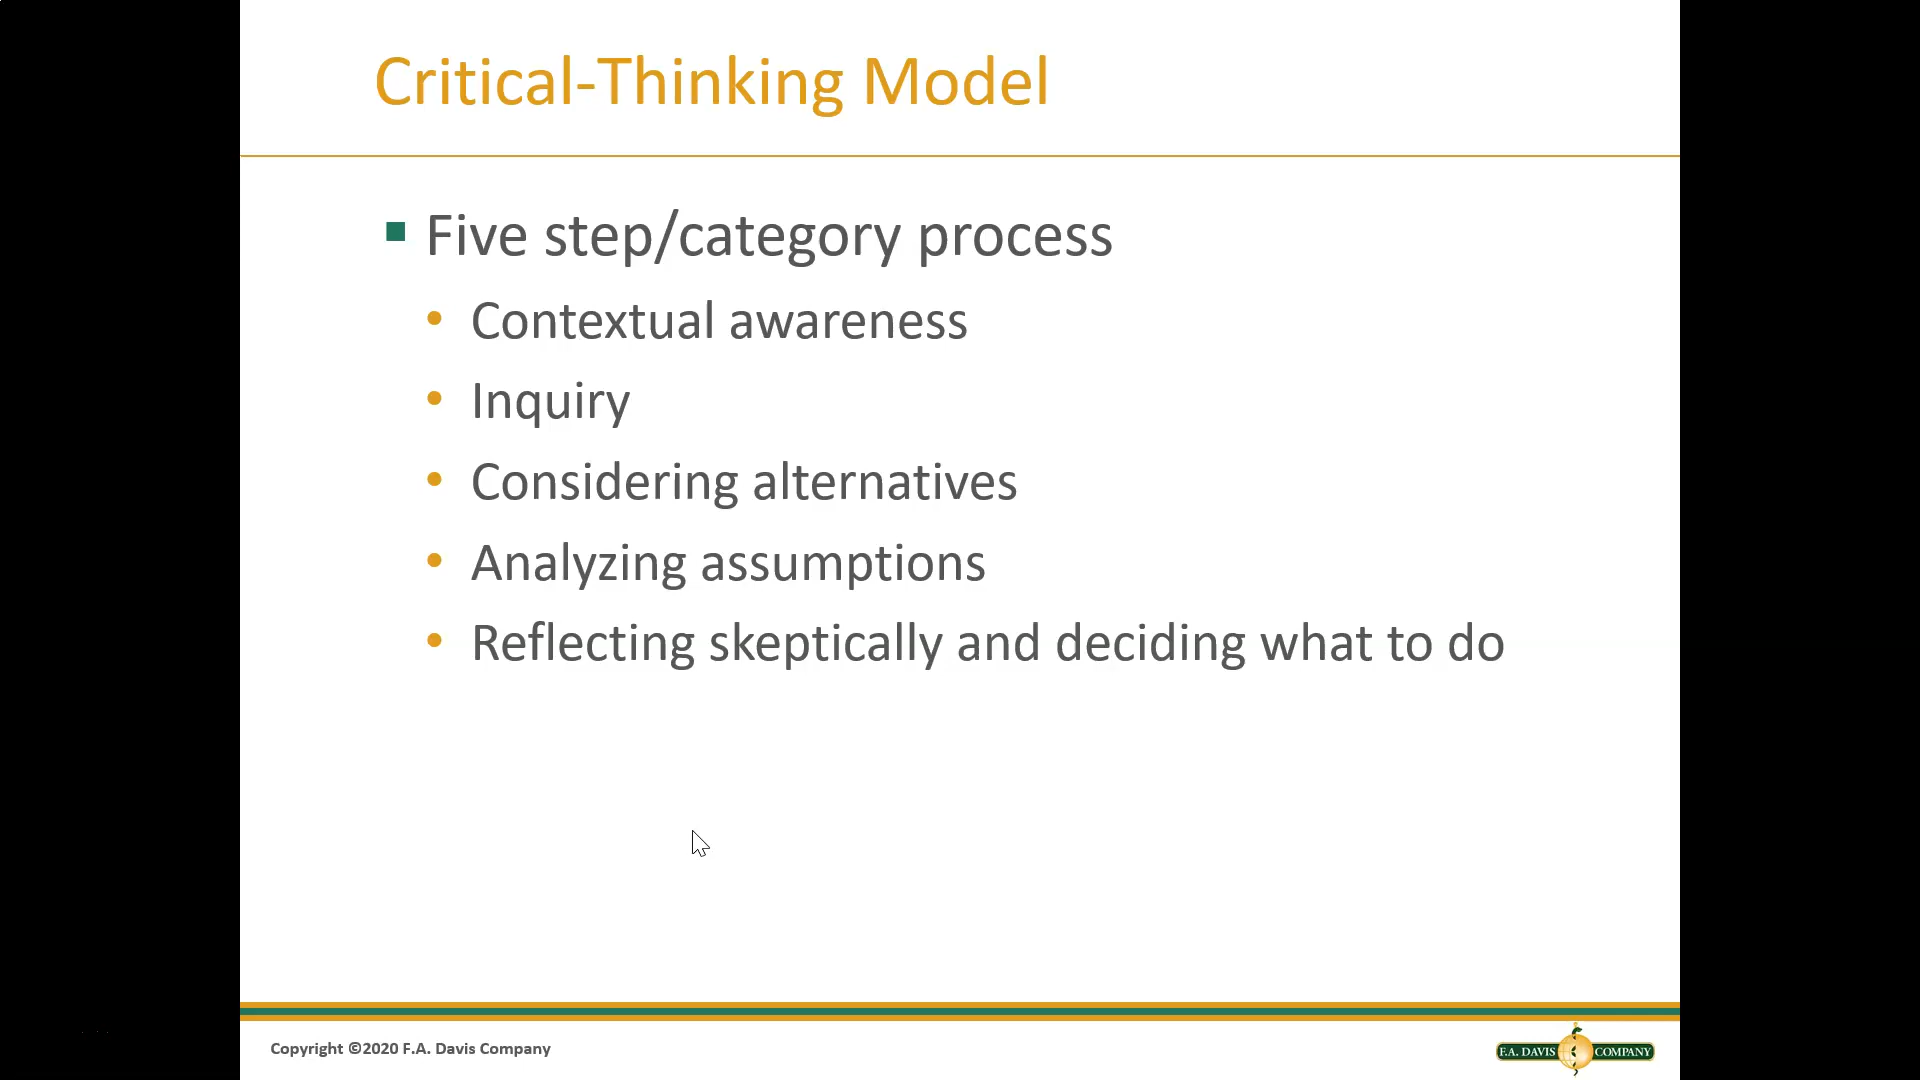 Critical-Thinking Model
Five step/category process
Contextual awareness
Inquiry
Considering alternatives
Analyzing assumptions
Reflecting skeptically and deciding what to do
Copyright ©2020 F.A. Davis Company
F.A. DAVIS COMPANY